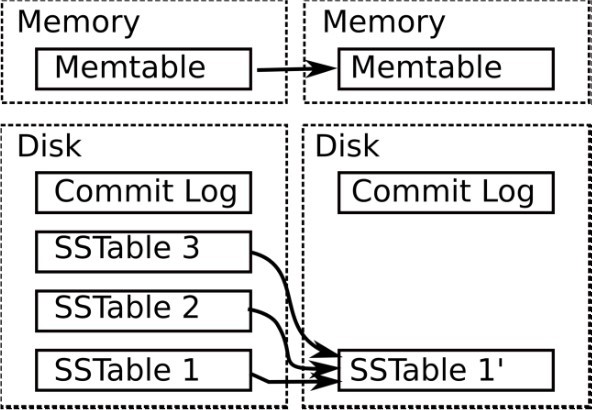 Memory
Memtable
Memory
Memtable
Disk
Commit Log
SSTable 3
SSTable 2
SSTable 1
Disk
Commit Log
SSTable 1'